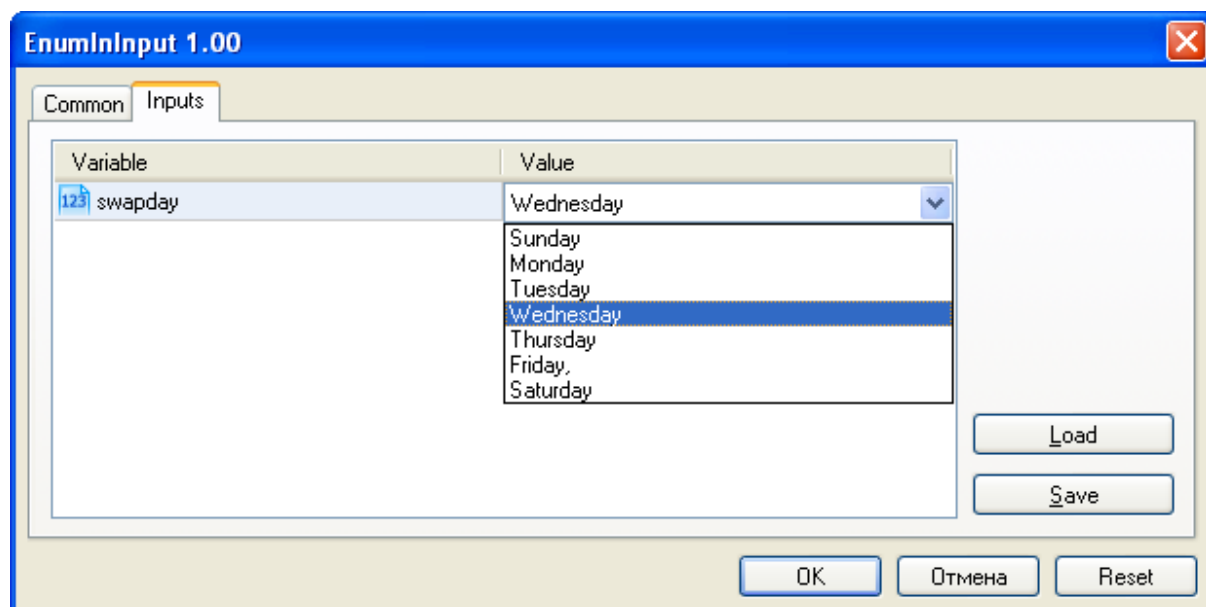 EnumInInput 1.00
Common Inputs
Variable Value
123 swapday Wednesday
Sunday
Monday
Tuesday
Wednesday
Thursday
Friday,
Saturday
Load
Save
OK Отмена Reset